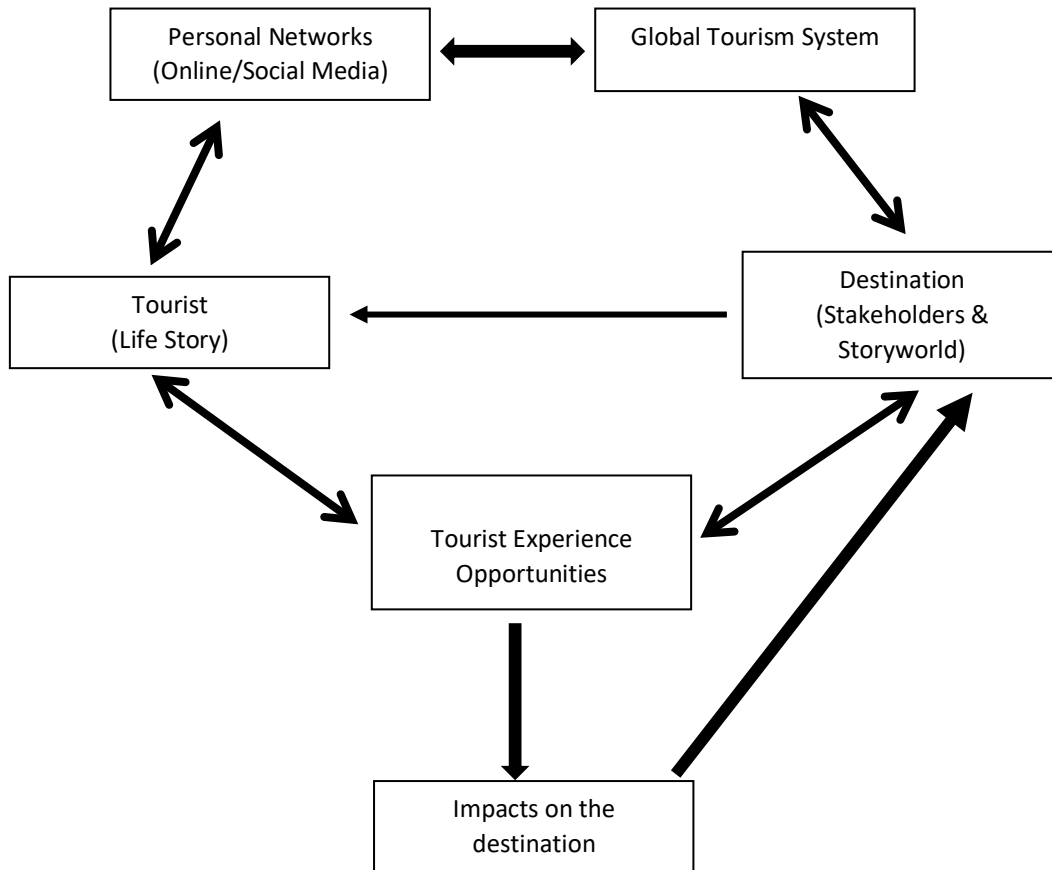 Personal Networks
(Online/Social Media)
Global Tourism System
Tourist
(Life Story)
Destination
(Stakeholders &
Storyworld)
Tourist Experience
Opportunities
Impacts on the
destination